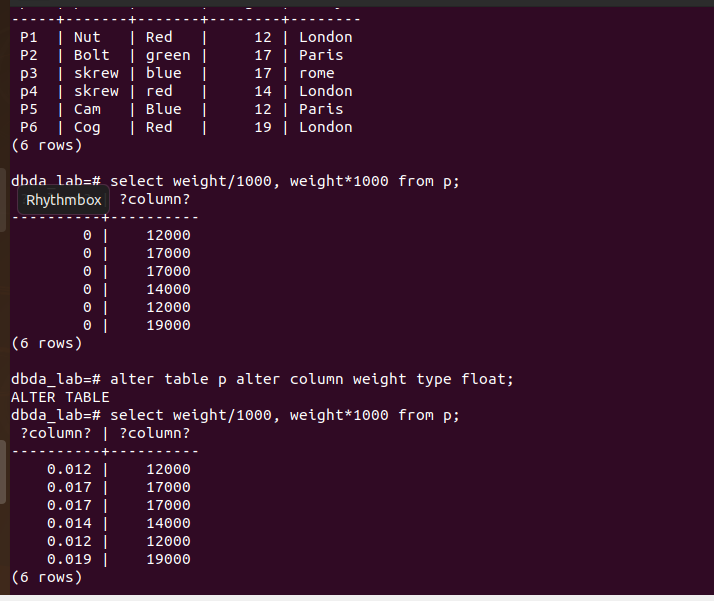 -----+-------+-------+--------+--------
P1 | Nut | Red | 12 | London
P2 | Bolt | green | 17 | Paris
p3 | skrew | blue | 17 | rome
p4 | skrew | red | 14 | London
P5 | Cam | Blue | 12 | Paris
P6 | Cog | Red | 19 | London
(6 rows)
dbda_lab=# select weight/1000, weight*1000 from p;
Rhythmbox ?column?
----------+----------
0 | 12000
0 | 17000
0 | 17000
0 | 14000
0 | 12000
0 | 19000
(6 rows)
dbda_lab=# alter table p alter column weight type float;
ALTER TABLE
dbda_lab=# select weight/1000, weight*1000 from p;
?column? | ?column?
----------+----------
0.012 | 12000
0.017 | 17000
0.017 | 17000
0.014 | 14000
0.012 | 12000
0.019 | 19000
(6 rows)